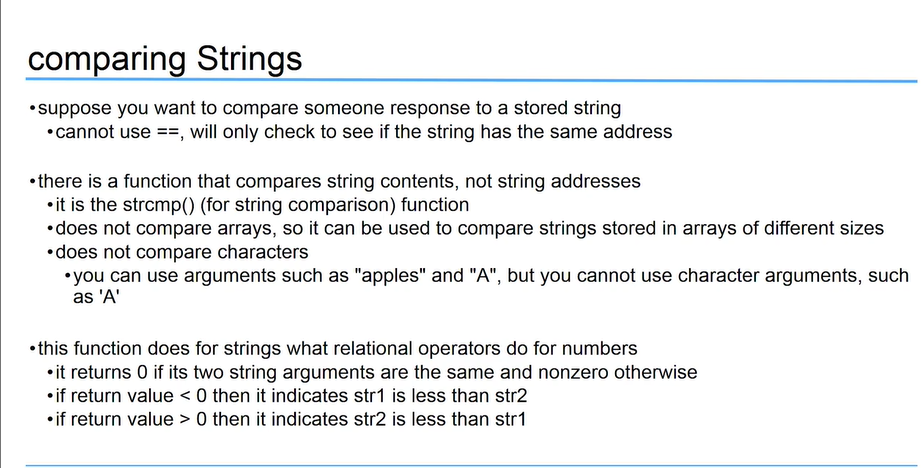 comparing Strings
•suppose you want to compare someone response to a stored string
•cannot use ==, will only check to see if the string has the same address
•there is a function that compares string contents, not string addresses
•it is the strcmp() (for string comparison) function
•does not compare arrays, so it can be used to compare strings stored in arrays of different sizes
•does not compare characters
•you can use arguments such as "apples" and "A", but you cannot use character arguments, such
as 'A'
•this function does for strings what relational operators do for numbers
•it returns 0 if its two string arguments are the same and nonzero otherwise
•if return value < 0 then it indicates str1 is less than str2
•if return value > 0 then it indicates str2 is less than str1